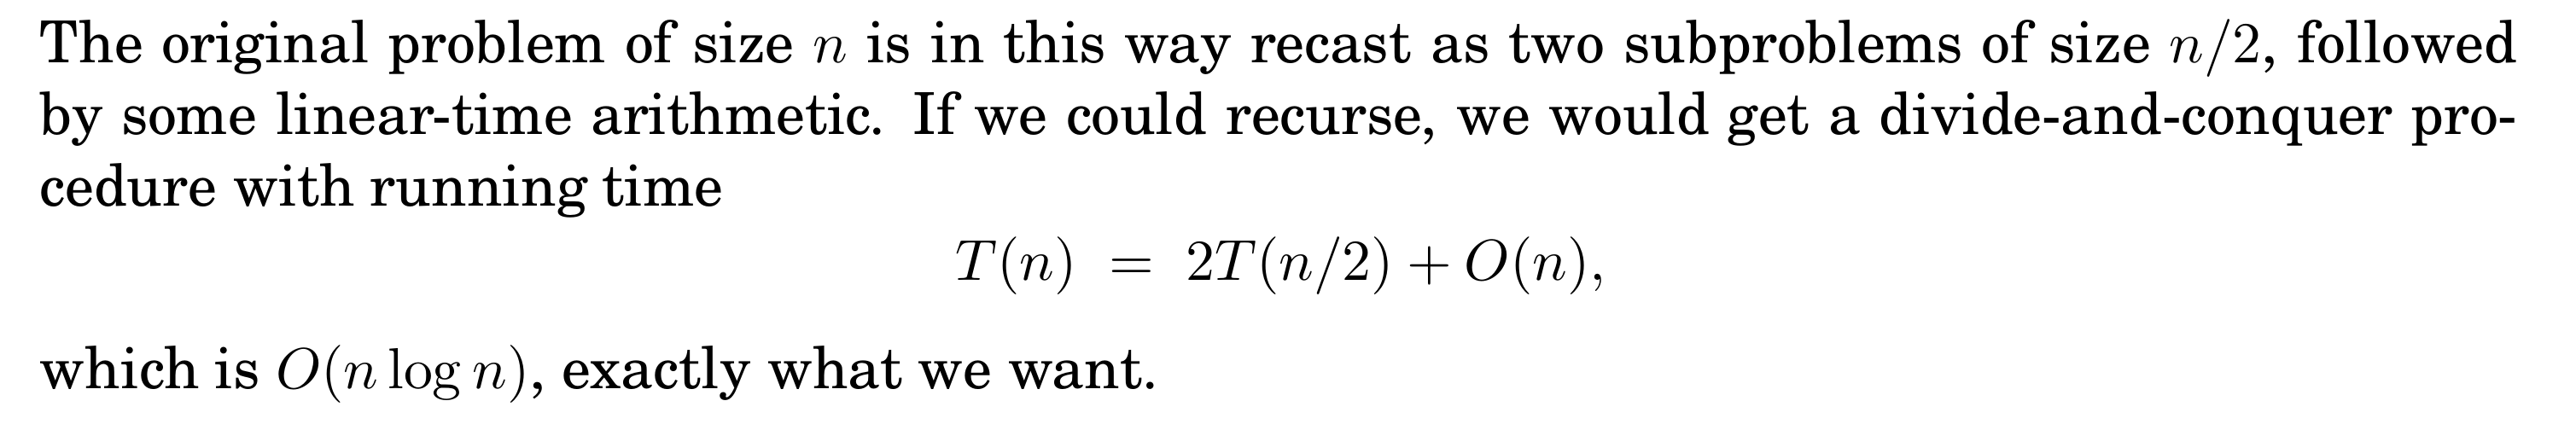 The original problem of size n is in this way recast as two subproblems of size n/2, followed
by some linear-time arithmetic. If we could recurse, we would get a divide-and-conquer pro-
cedure with running time
T(n) = 2T(n/2) + O(n),
which is O(n log n), exactly what we want.